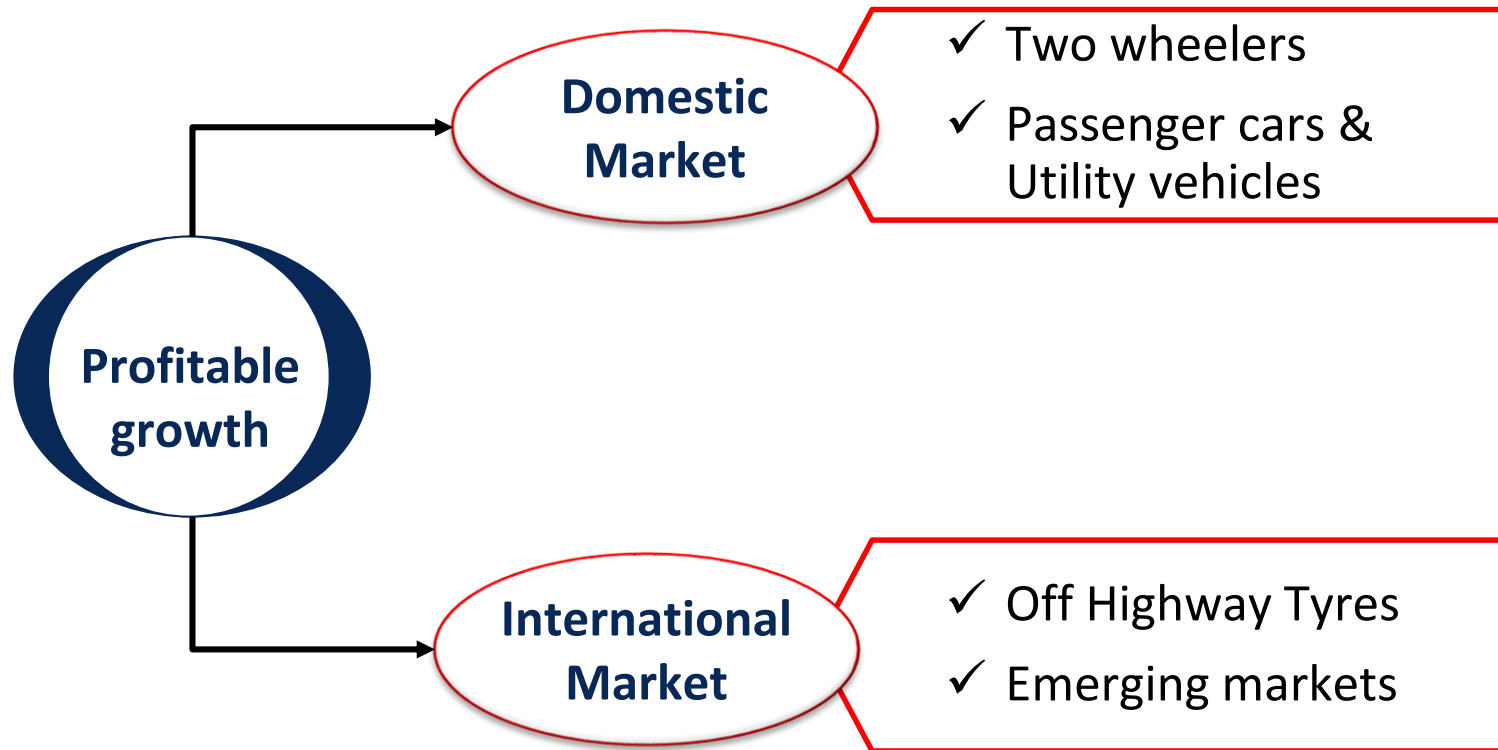 Profitable
growth
Domestic
Market
✓ Two wheelers
✓ Passenger cars &
Utility vehicles
International
Market
✓ Off Highway Tyres
✓ Emerging markets